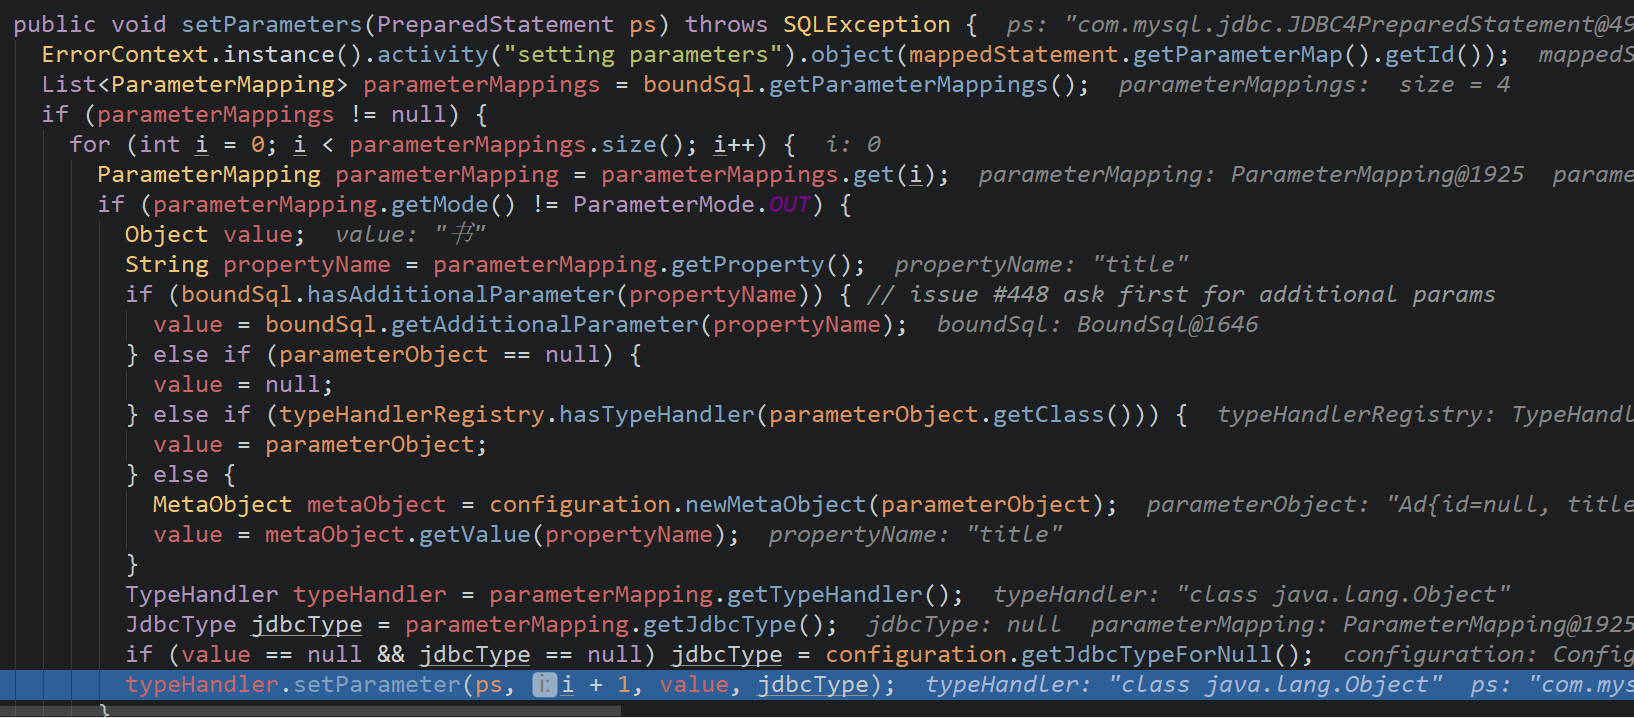 public void setParameters(PreparedStatement ps) throws SQLException {  ps: "com.mysql.jdbc.JDBC4PreparedStatement@49
ErrorContext.instance().activity("setting parameters").object(mappedStatement.getParameterMap().getId());  mappedS
List<ParameterMapping> parameterMappings = boundSql.getParameterMappings();  parameterMappings:  size = 4
if (parameterMappings != null) {
for (int i = 0; i < parameterMappings.size(); i++) {  i: 0
ParameterMapping parameterMapping = parameterMappings.get(i);  parameterMapping: ParameterMapping@1925  parame
if (parameterMapping.getMode() != ParameterMode.OUT) {
Object value;  value: "书"
String propertyName = parameterMapping.getProperty();  propertyName: "title"
if (boundSql.hasAdditionalParameter(propertyName)) { // issue #448 ask first for additional params
value = boundSql.getAdditionalParameter(propertyName);  boundSql: BoundSql@1646
} else if (parameterObject == null) {
value = null;
} else if (typeHandlerRegistry.hasTypeHandler(parameterObject.getClass())) {  typeHandlerRegistry: TypeHandl
value = parameterObject;
} else {
MetaObject metaObject = configuration.newMetaObject(parameterObject);  parameterObject: "Ad{id=null, title
value = metaObject.getValue(propertyName);  propertyName: "title"
}
TypeHandler typeHandler = parameterMapping.getTypeHandler();  typeHandler: "class java.lang.Object"
JdbcType jdbcType = parameterMapping.getJdbcType();  jdbcType: null  parameterMapping: ParameterMapping@1925
if (value == null && jdbcType == null) jdbcType = configuration.getJdbcTypeForNull();  configuration: Config
typeHandler.setParameter(ps, i: i + 1, value, jdbcType);  typeHandler: "class java.lang.Object"  ps: "com.mys
}